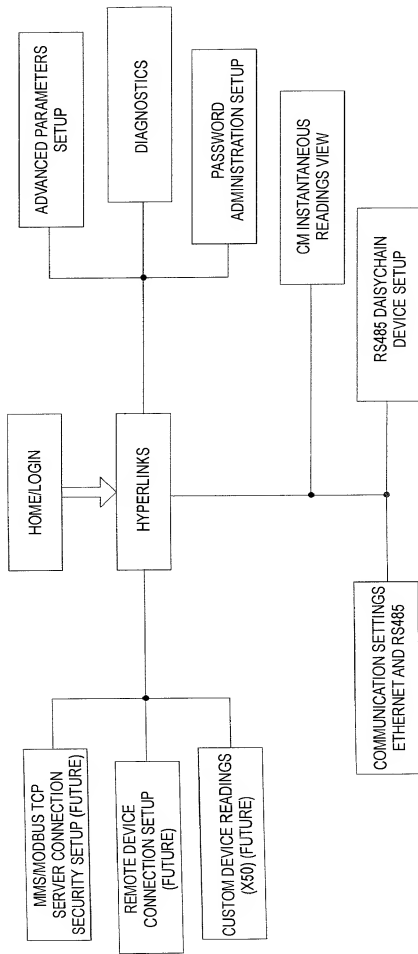 HOME/LOGIN
HYPERLINKS
MMS/MODBUS TCP
SERVER CONNECTION
SECURITY SETUP (FUTURE)
REMOTE DEVICE
CONNECTION SETUP
(FUTURE)
CUSTOM DEVICE READINGS
(X50) (FUTURE)
ADVANCED PARAMETERS
SETUP
DIAGNOSTICS
PASSWORD
ADMINISTRATION SETUP
CM INSTANTANEOUS
READINGS VIEW
COMMUNICATION SETTINGS
ETHERNET AND RS485
RS485 DAISYCHAIN
DEVICE SETUP